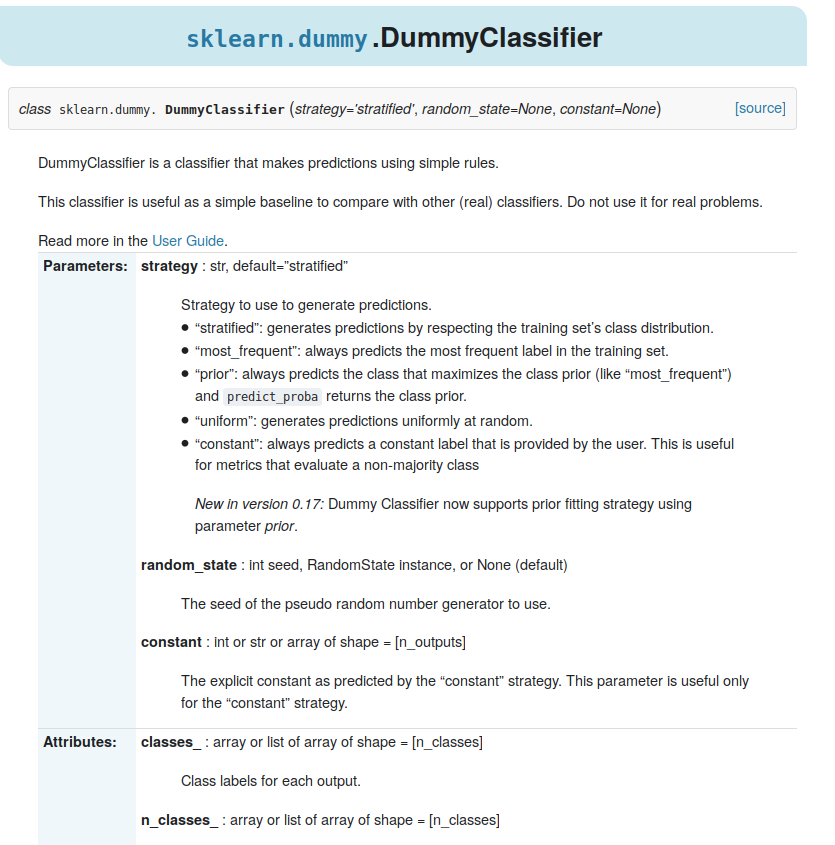 sklearn.dummy.DummyClassifier
class sklearn.dummy. DummyClassifier (strategy='stratified', random_state=None, constant=None) [source]
DummyClassifier is a classifier that makes predictions using simple rules.
This classifier is useful as a simple baseline to compare with other (real) classifiers. Do not use it for real problems.
Read more in the User Guide.
Parameters: strategy : str, default=”stratified”
Strategy to use to generate predictions.
● “stratified”: generates predictions by respecting the training set’s class distribution.
● “most_frequent”: always predicts the most frequent label in the training set.
● “prior”: always predicts the class that maximizes the class prior (like “most_frequent”)
and predict_proba returns the class prior.
● “uniform”: generates predictions uniformly at random.
● “constant”: always predicts a constant label that is provided by the user. This is useful
for metrics that evaluate a non-majority class
New in version 0.17: Dummy Classifier now supports prior fitting strategy using
parameter prior.
random_state : int seed, RandomState instance, or None (default)
The seed of the pseudo random number generator to use.
constant : int or str or array of shape = [n_outputs]
The explicit constant as predicted by the “constant” strategy. This parameter is useful only
for the “constant” strategy.
Attributes: classes_ : array or list of array of shape = [n_classes]
Class labels for each output.
n_classes_ : array or list of array of shape = [n_classes]